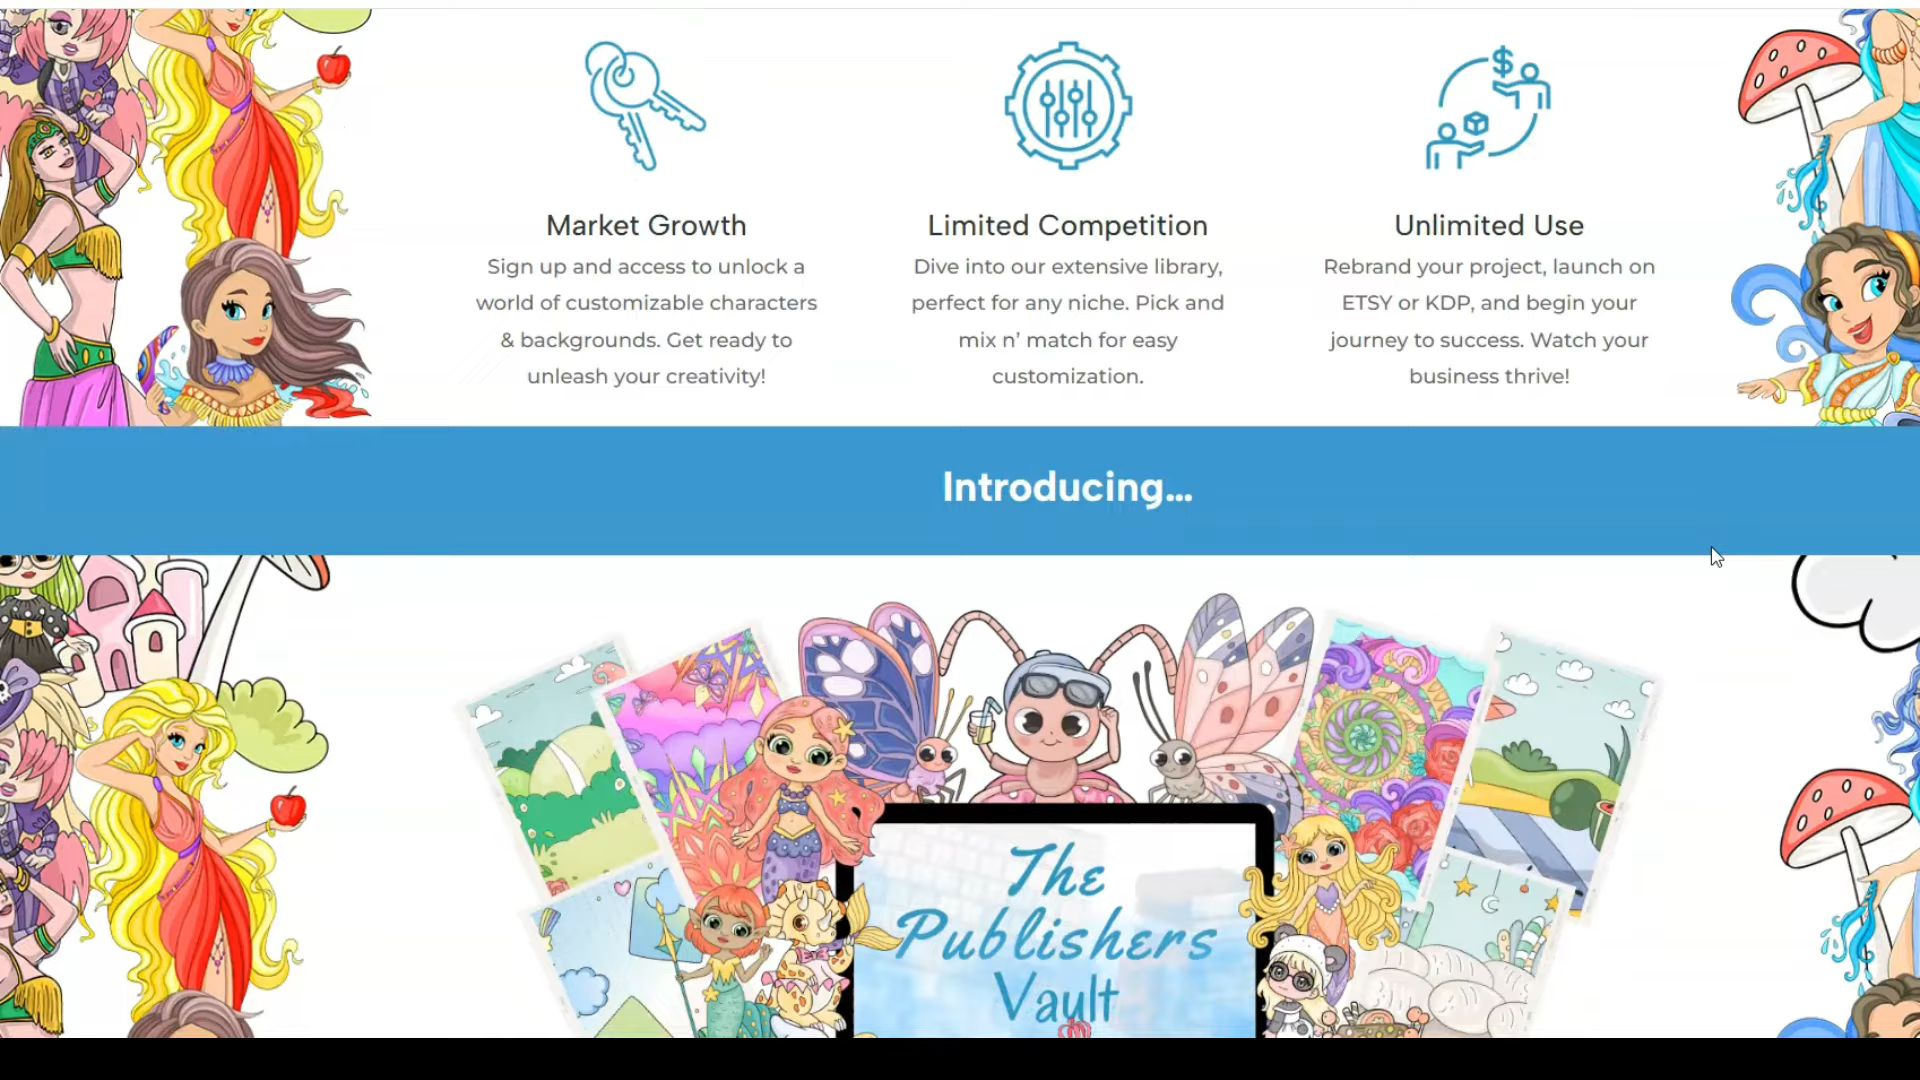 Market Growth
Sign up and access to unlock a
world of customizable characters
& backgrounds. Get ready to
unleash your creativity!
Limited Competition
Dive into our extensive library,
perfect for any niche. Pick and
mix n’ match for easy
customization.
Unlimited Use
Rebrand your project, launch on
ETSY or KDP, and begin your
journey to success. Watch your
business thrive!
Introducing...
The
Publishers
Vault